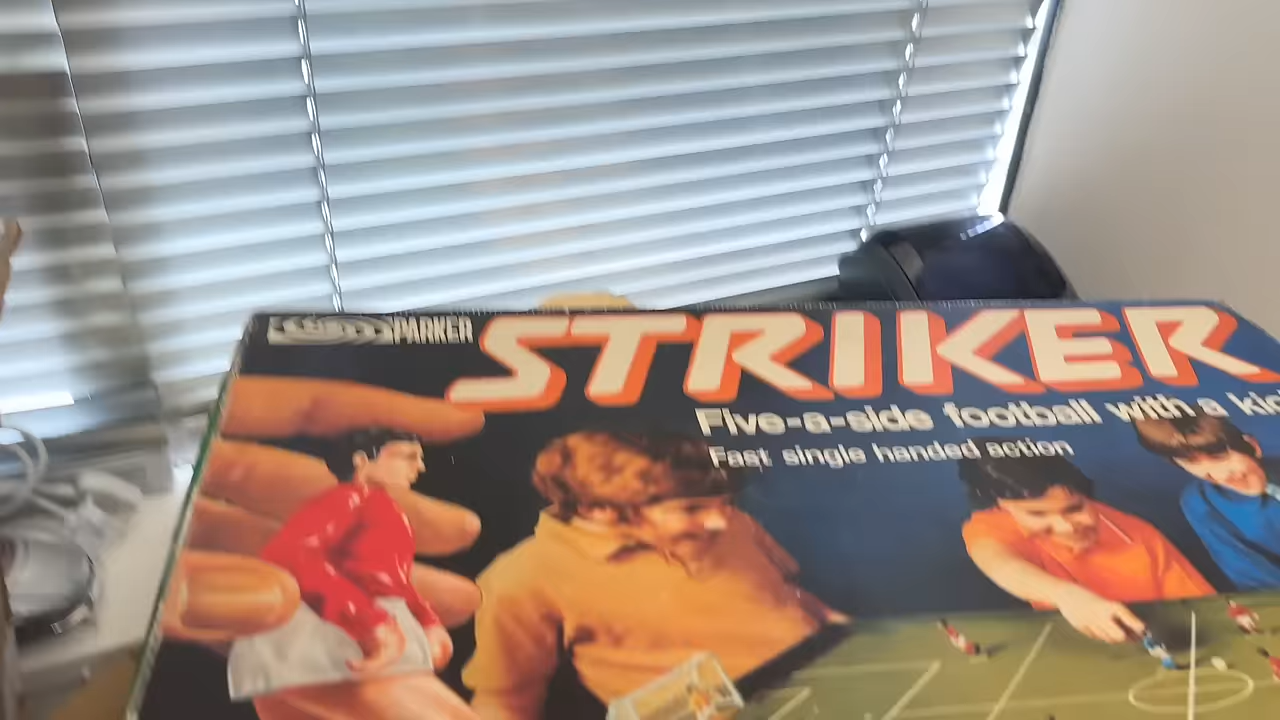 PARKER
STRIKER
Five-a-side football with a
Fast single handed action